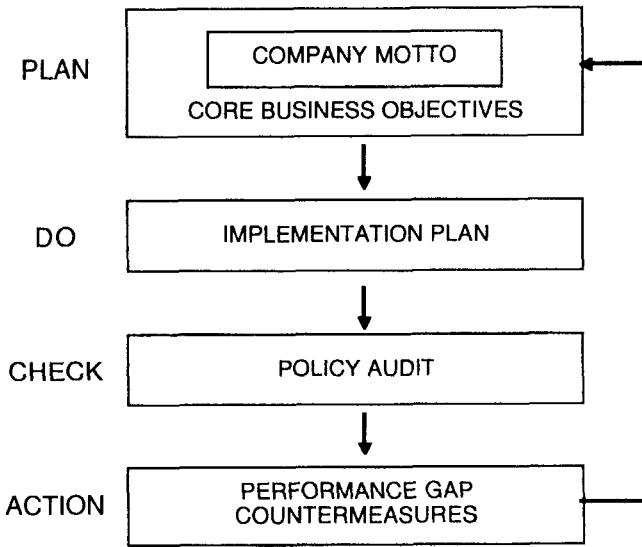 PLAN
COMPANY MOTTO
CORE BUSINESS OBJECTIVES
DO
IMPLEMENTATION PLAN
CHECK
POLICY AUDIT
ACTION
PERFORMANCE GAP
COUNTERMEASURES